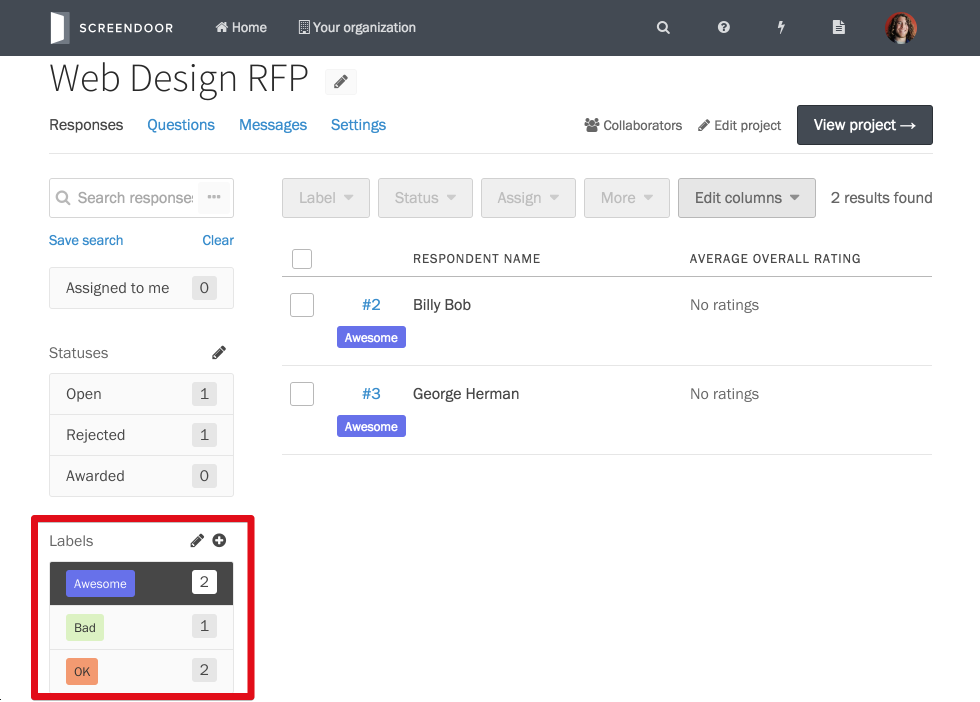 SCREENDOOR Home Your organization
Web Design RFP
Responses Questions Messages Settings Collaborators Edit project View project →
Search responses ••• Label Status Assign More Edit columns 2 results found
Save search Clear
RESPONDENT NAME AVERAGE OVERALL RATING
Assigned to me 0
#2 Billy Bob No ratings
Awesome
Statuses
Open 1
#3 George Herman No ratings
Awesome
Rejected 1
Awarded 0
Labels
Awesome 2
Bad 1
OK 2